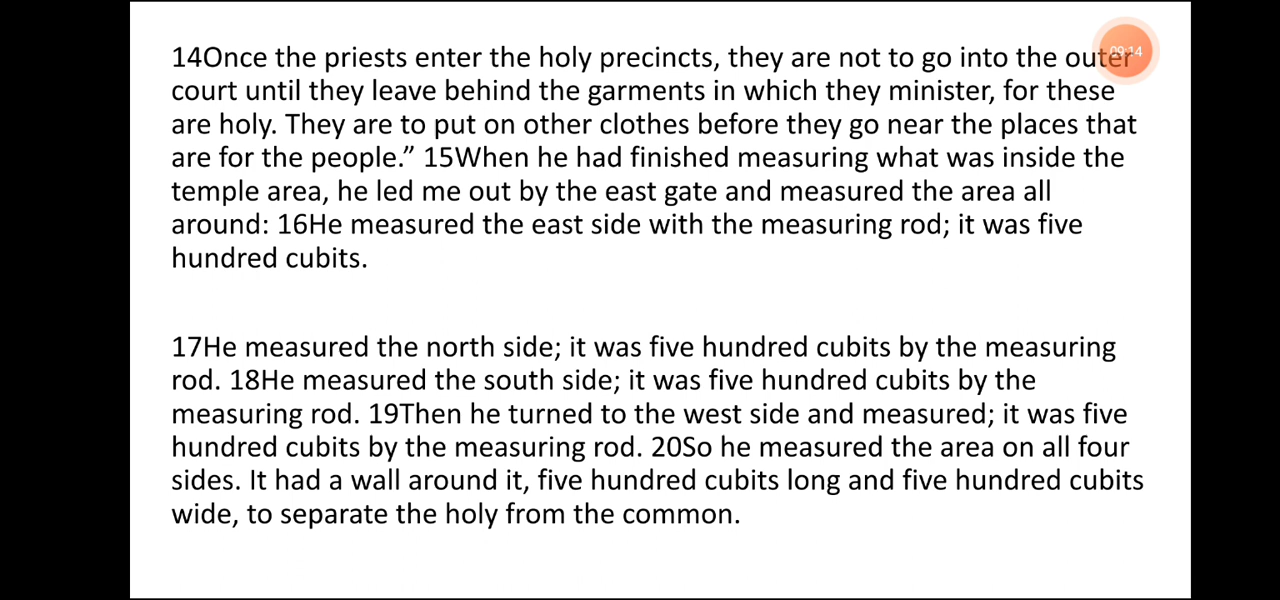 14Once the priests enter the holy precincts, they are not to go into the outer
court until they leave behind the garments in which they minister, for these
are holy. They are to put on other clothes before they go near the places that
are for the people.” 15When he had finished measuring what was inside the
temple area, he led me out by the east gate and measured the area all
around: 16He measured the east side with the measuring rod; it was five
hundred cubits.
17He measured the north side; it was five hundred cubits by the measuring
rod. 18He measured the south side; it was five hundred cubits by the
measuring rod. 19Then he turned to the west side and measured; it was five
hundred cubits by the measuring rod. 20So he measured the area on all four
sides. It had a wall around it, five hundred cubits long and five hundred cubits
wide, to separate the holy from the common.
09:14